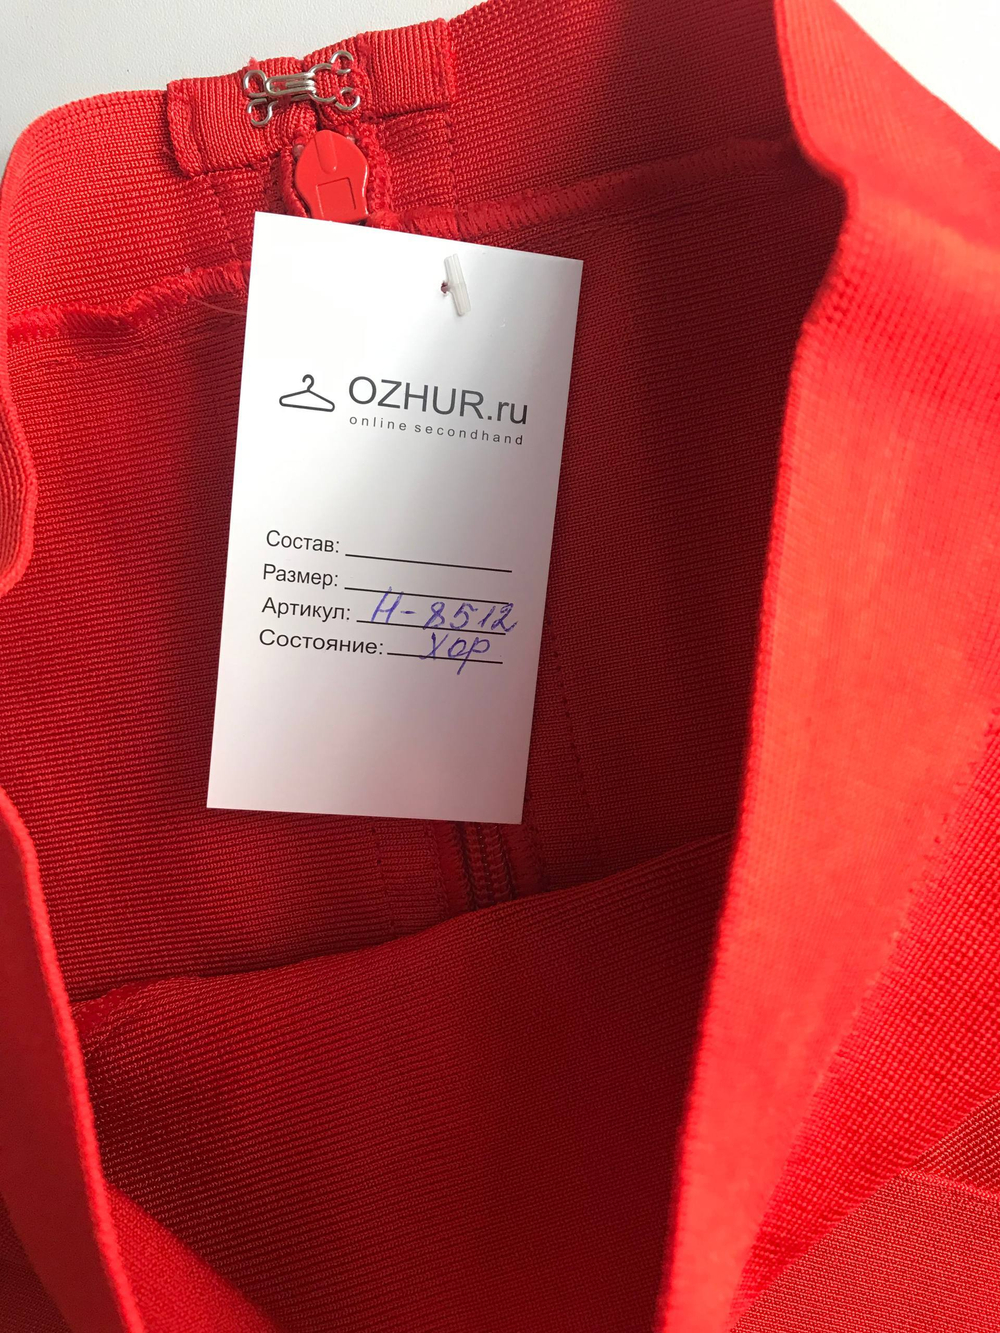 OZHUR.ru
online secondhand
Состав:
Размер:
Артикул: Н-8512
Состояние: хор